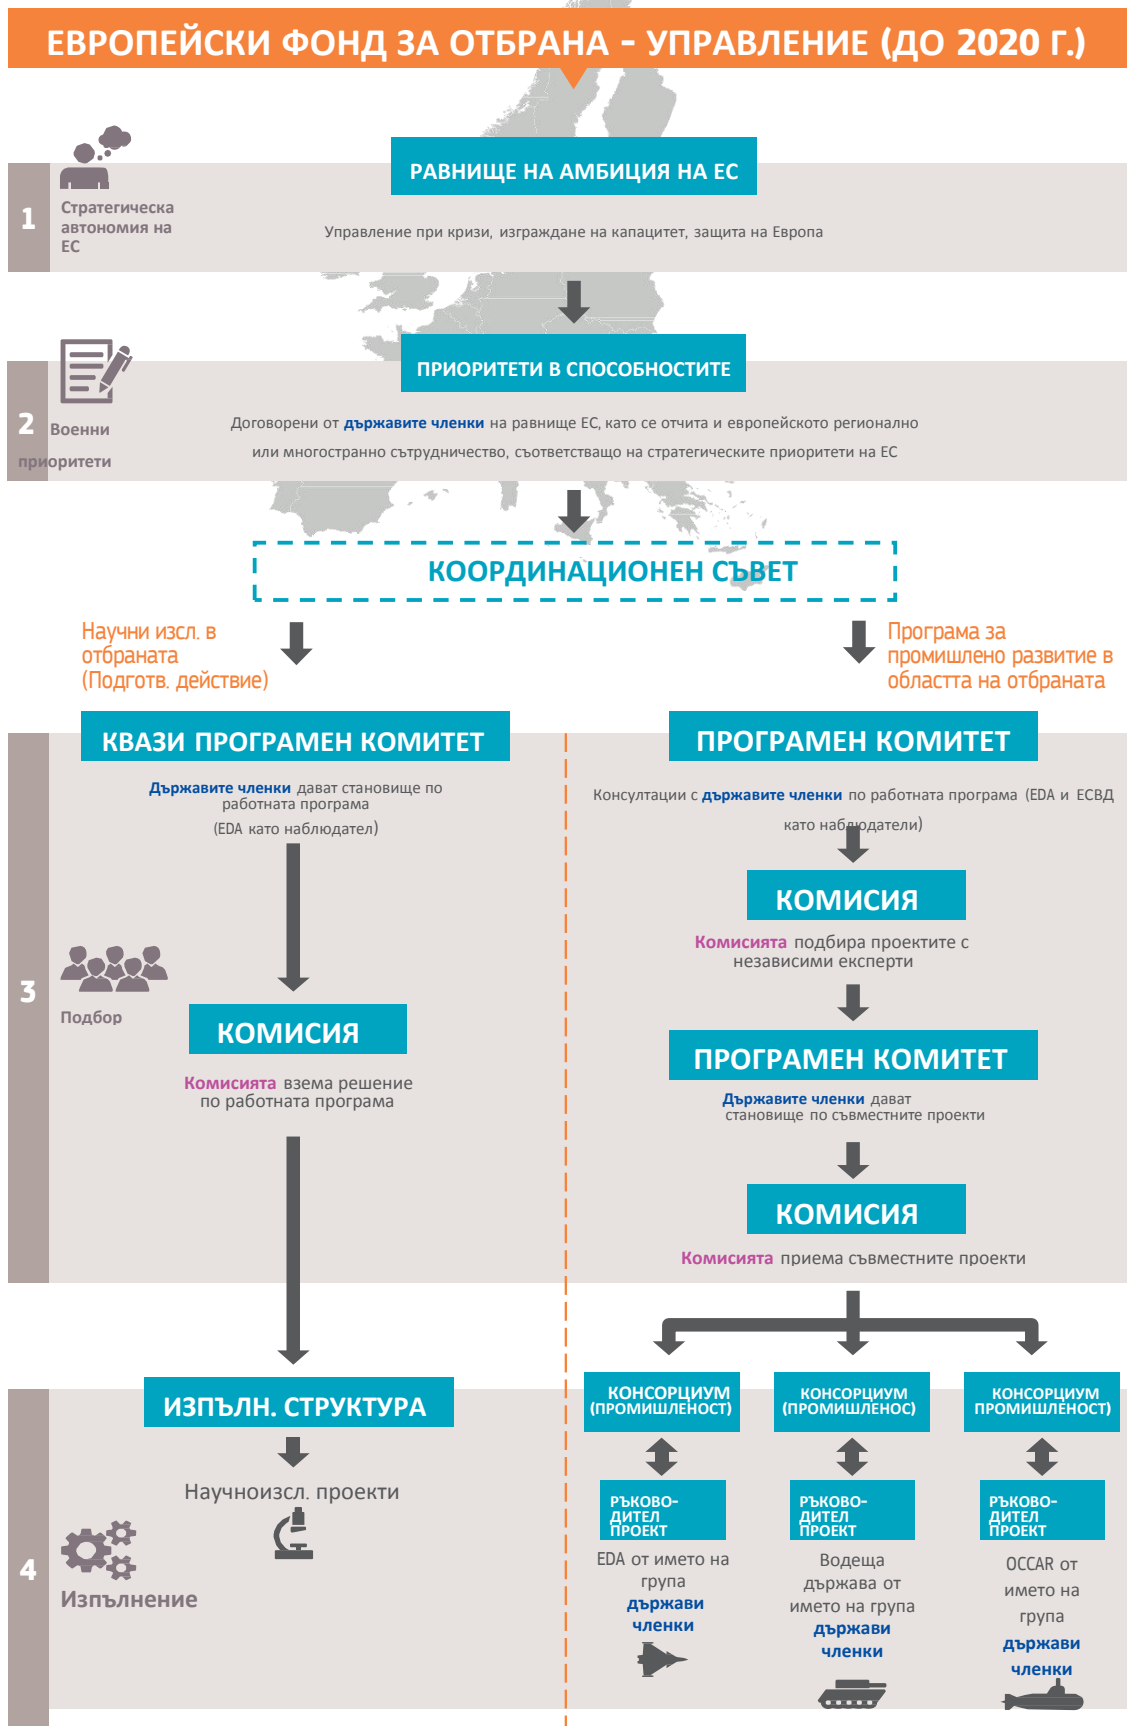 ЕВРОПЕЙСКИ ФОНД ЗА ОТБРАНА - УПРАВЛЕНИЕ (ДО 2020 Г.)
РАВНИЩЕ НА АМБИЦИЯ НА ЕС
1
Стратегическа
автономия на
ЕС
Управление при кризи, изграждане на капацитет, защита на Европа
ПРИОРИТЕТИ В СПОСОБНОСТИТЕ
2 Военни
приоритети
Договорени от държавите членки на равнище ЕС, като се отчита и европейското регионално
или многостранно сътрудничество, съответстващо на стратегическите приоритети на ЕС
КООРДИНАЦИОНЕН СЪВЕТ
Научни изсл. в
отбраната
(Подготв. действие)
Програма за
промишлено развитие в
областта на отбраната
3
Подбор
КВАЗИ ПРОГРАМЕН КОМИТЕТ
Държавите членки дават становище по
работната програма
(EDA като наблюдател)
КОМИСИЯ
Комисията взема решение
по работната програма
ПРОГРАМЕН КОМИТЕТ
Консултации с държавите членки по работната програма (EDA и ЕСВД
като наблюдатели)
КОМИСИЯ
Комисията подбира проектите с
независими експерти
ПРОГРАМЕН КОМИТЕТ
Държавите членки дават
становище по съвместните проекти
КОМИСИЯ
Комисията приема съвместните проекти
4
Изпълнение
ИЗПЪЛН. СТРУКТУРА
Научноизсл. проекти
КОНСОРЦИУМ
(ПРОМИШЛЕНОСТ)
РЪКОВО-
ДИТЕЛ
ПРОЕКТ
EDA от името на
група
държави
членки
КОНСОРЦИУМ
(ПРОМИШЛЕНОС)
РЪКОВО-
ДИТЕЛ
ПРОЕКТ
Водеща
държава от
името на група
държави
членки
КОНСОРЦИУМ
ПРОМИШЛЕНОСТ)
РЪКОВО-
ДИТЕЛ
ПРОЕКТ
OCCAR от
името на
група
държави
членки